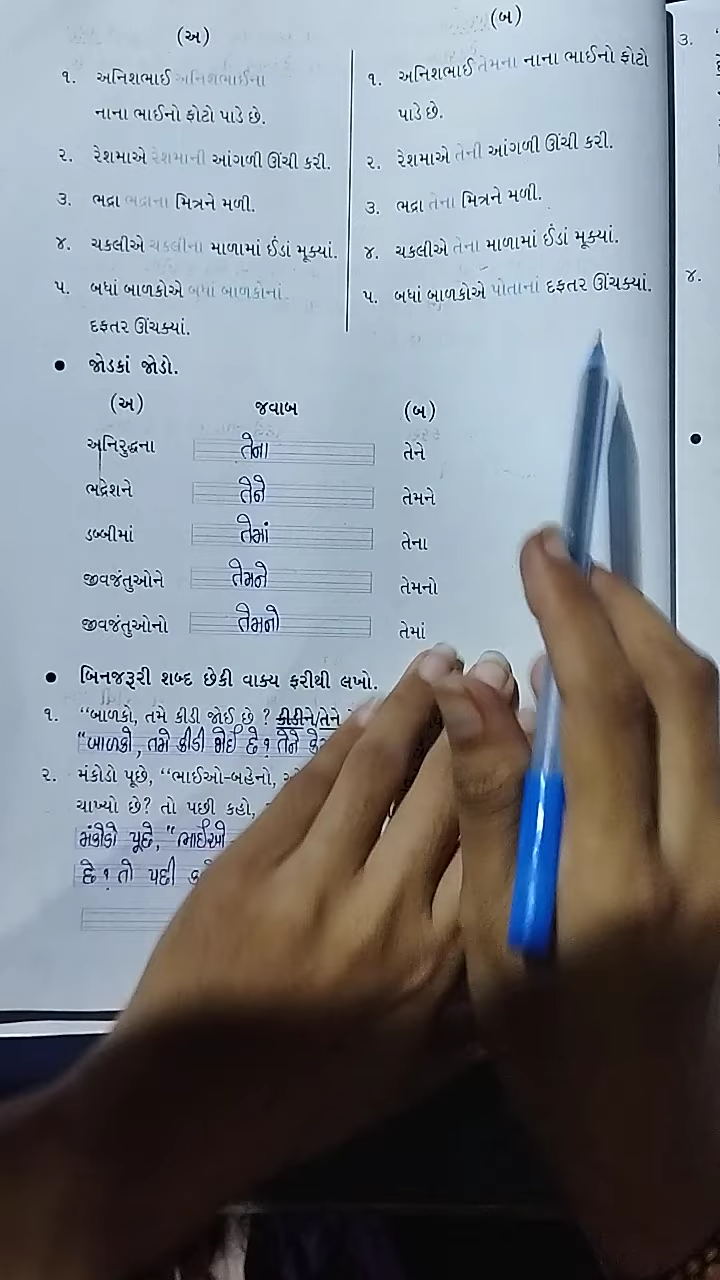 (અ)
૧. અનિશભાઈ અનિશભાઈના
નાના ભાઈનો ફોટો પાડે છે.
૨. રેશમાએ રેશમાની આંગળી ઊંચી કરી.
૩. ભદ્રા ભદ્રાના મિત્રને મળી.
૪. ચકલીએ ચકલીના માળામાં ઈંડાં મૂક્યાં.
૫. બધાં બાળકોએ બધાં બાળકોનાં
દફતર ઊંચક્યાં.
(બ)
૧. અનિશભાઈ તેમના નાના ભાઈનો ફોટો
પાડે છે.
૨. રેશમાએ તેની આંગળી ઊંચી કરી.
૩. ભદ્રા તેના મિત્રને મળી.
૪. ચકલીએ તેના માળામાં ઈંડાં મૂક્યાં.
૫. બધાં બાળકોએ પોતાનાં દફતર ઊંચક્યાં.
● જોડકાં જોડો.
(અ) જવાબ (બ)
અનિરુદ્ધના તેના તેને
ભદ્રેશને તેને તેમને
ડબ્બીમાં તેમાં તેના
જીવજંતુઓને તેમને તેમનો
જીવજંતુઓનો તેમનો તેમાં
● બિનજરૂરી શબ્દ છેકી વાક્ય ફરીથી લખો.
૧. “બાળકો, તમે કીડી જોઈ છે ? કીડીને/તેને
“બાળકો, તમે કીડી જોઈ છે? તેને
૨. મંકોડો પૂછે, “ભાઈઓ-બહેનો,
ચાખ્યો છે? તો પછી કહો,
મંકોડો પૂછે, “ભાઈઓ
છે? તો પછી
૩.
૪.
●